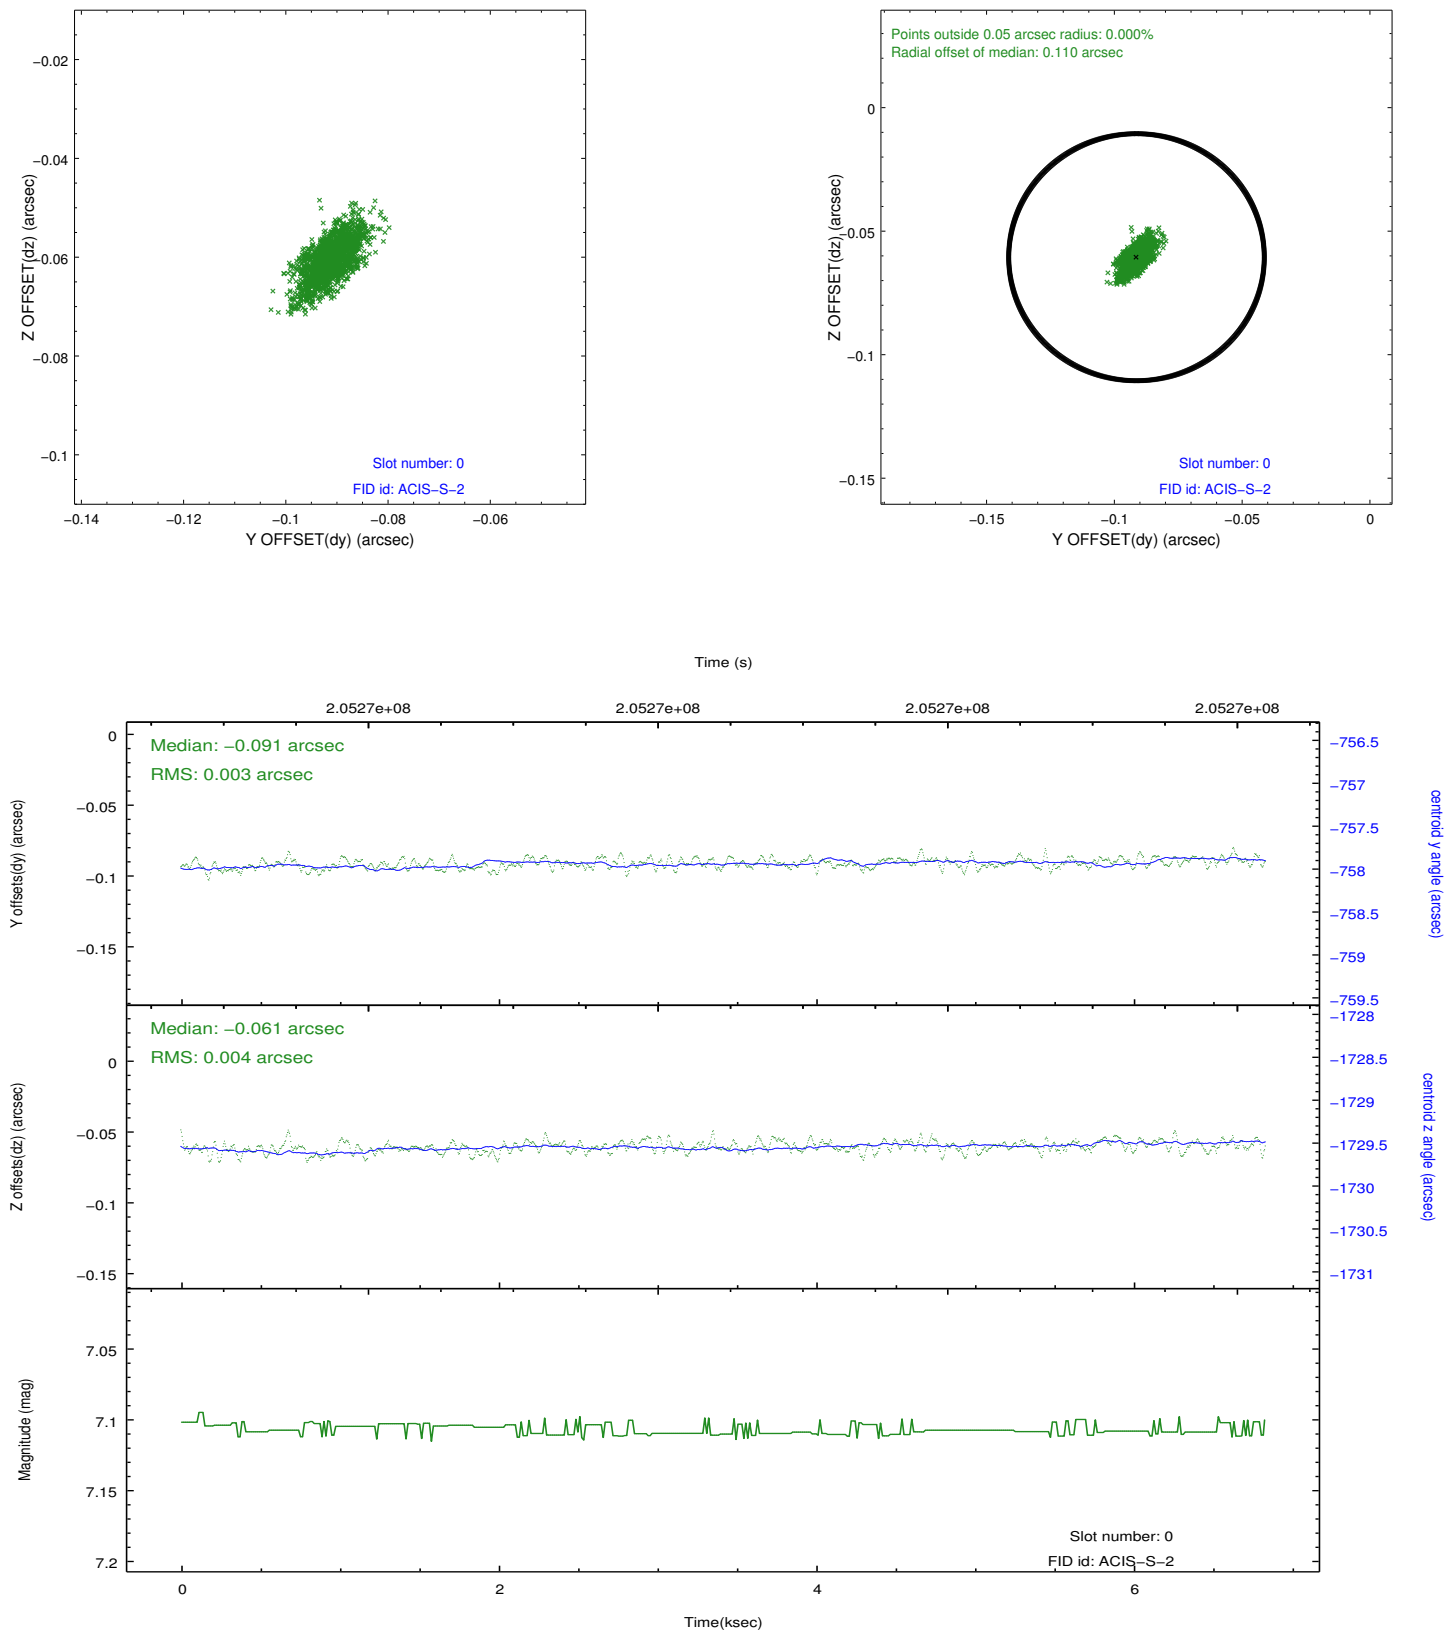 −0.02
−0.04
−0.06
−0.08
−0.1
Z OFFSET(dz) (arcsec)
Slot number: 0
FID id: ACIS−S−2
−0.14 −0.12 −0.1 −0.08 −0.06
Y OFFSET(dy) (arcsec)
Points outside 0.05 arcsec radius: 0.000%
Radial offset of median: 0.110 arcsec
0
−0.05
−0.1
−0.15
Z OFFSET(dz) (arcsec)
Slot number: 0
FID id: ACIS−S−2
−0.15 −0.1 −0.05 0
Y OFFSET(dy) (arcsec)
Time (s)
2.0527e+08 2.0527e+08 2.0527e+08 2.0527e+08
Median: −0.091 arcsec
RMS: 0.003 arcsec
0
−0.05
−0.1
−0.15
Y offsets(dy) (arcsec)
−756.5
−757
−757.5
−758
−758.5
−759
−759.5
centroid y angle (arcsec)
Median: −0.061 arcsec
RMS: 0.004 arcsec
0
−0.05
−0.1
−0.15
Z offsets(dz) (arcsec)
−1728
−1728.5
−1729
−1729.5
−1730
−1730.5
−1731
centroid z angle (arcsec)
7.05
7.1
7.15
7.2
Magnitude (mag)
Slot number: 0
FID id: ACIS−S−2
0 2 4 6
Time(ksec)